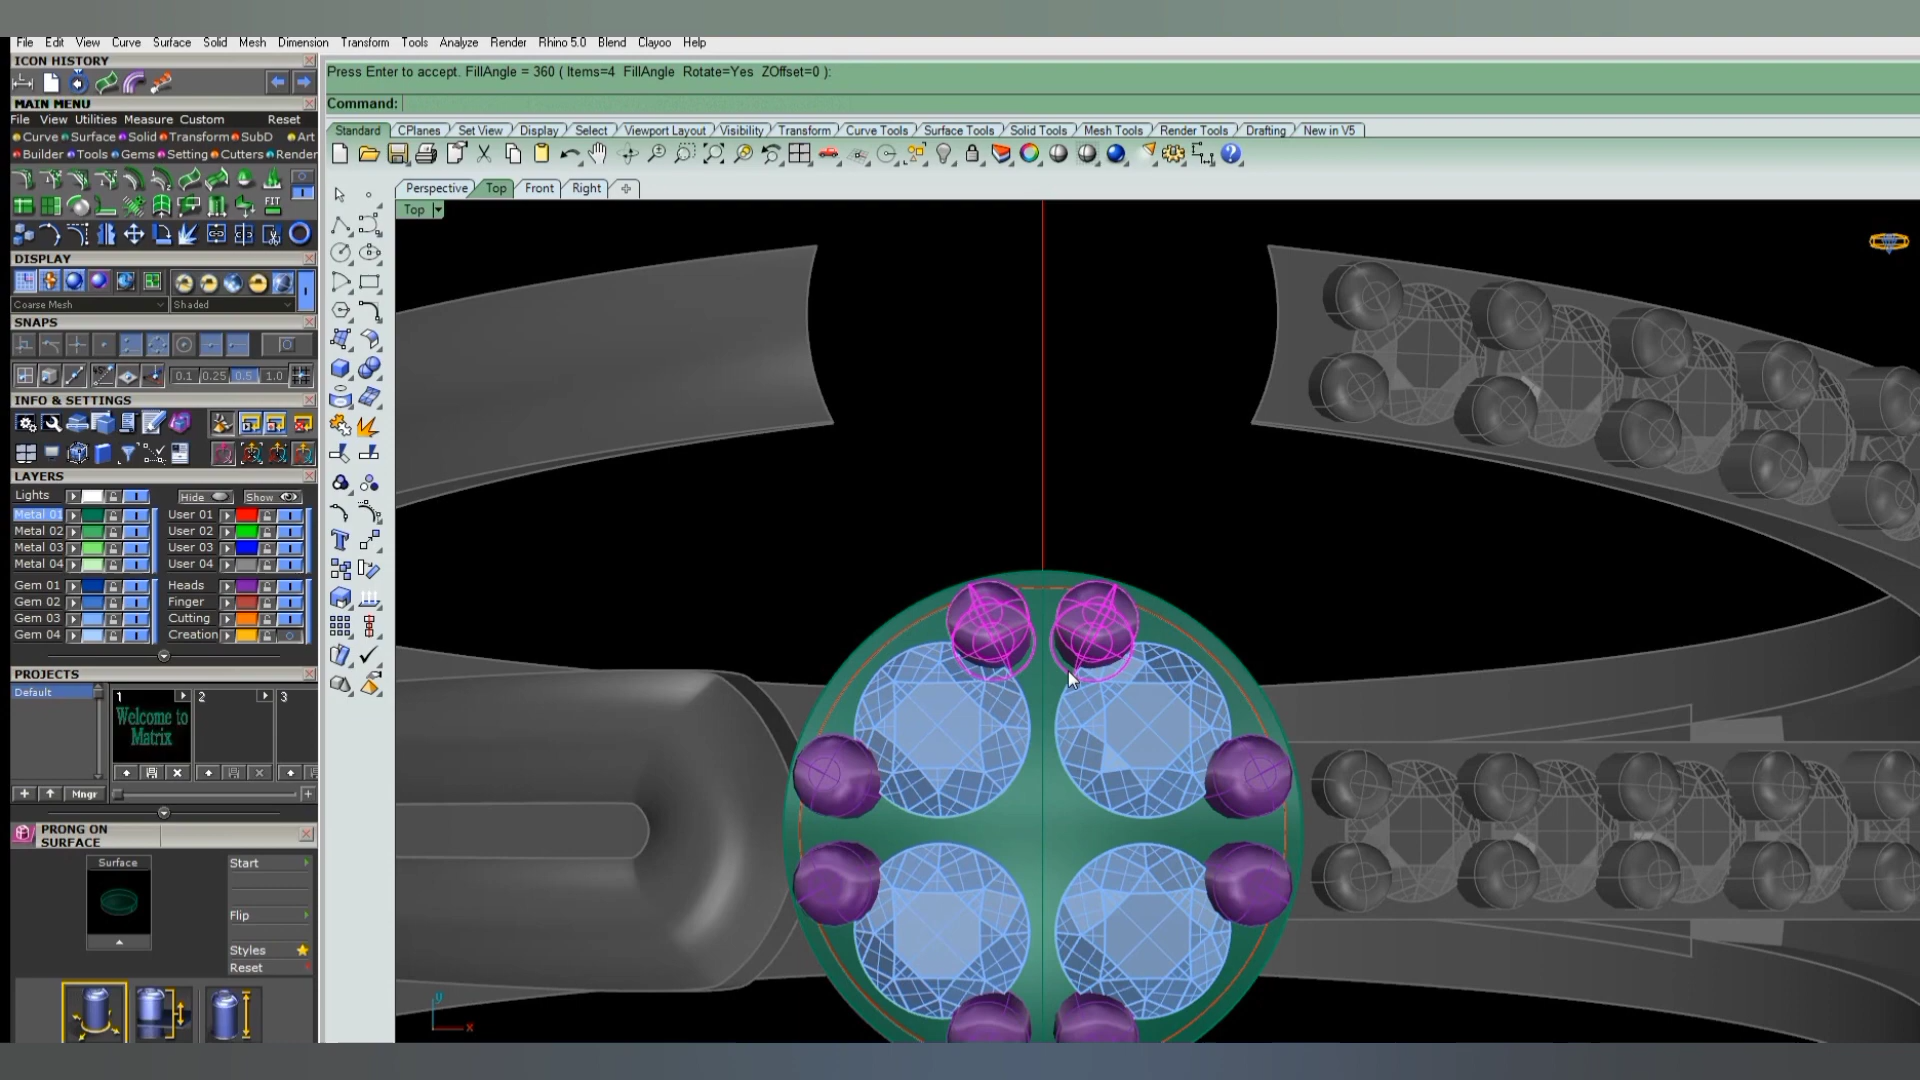 File Edit View Curve Surface Solid Mesh Dimension Transform Tools Analyze Render Rhino 5.0 Blend Clayoo Help
ICON HISTORY
Press Enter to accept. FillAngle = 360 ( Items=4 FillAngle Rotate=Yes ZOffset=0 ):
Command:
MAIN MENU
File View Utilities Measure Custom Reset
Curve Surface Solid Transform SubD Art
Builder Tools Gems Setting Cutters Render
Standard CPlanes Set View Display Select Viewport Layout Visibility Transform Curve Tools Surface Tools Solid Tools Mesh Tools Render Tools Drafting New in V5
Perspective Top Front Right
Top
FIT
DISPLAY
Coarse Mesh Shaded
SNAPS
0.1 0.25 0.5 1.0
INFO & SETTINGS
LAYERS
Lights Hide Show
Metal 01 User 01
Metal 02 User 02
Metal 03 User 03
Metal 04 User 04
Gem 01 Heads
Gem 02 Finger
Gem 03 Cutting
Gem 04 Creation
PROJECTS
Default
1 2 3
Welcome to
Matrix
Mngr
PRONG ON
SURFACE
Surface
Start
Flip
Styles
Reset
y
x